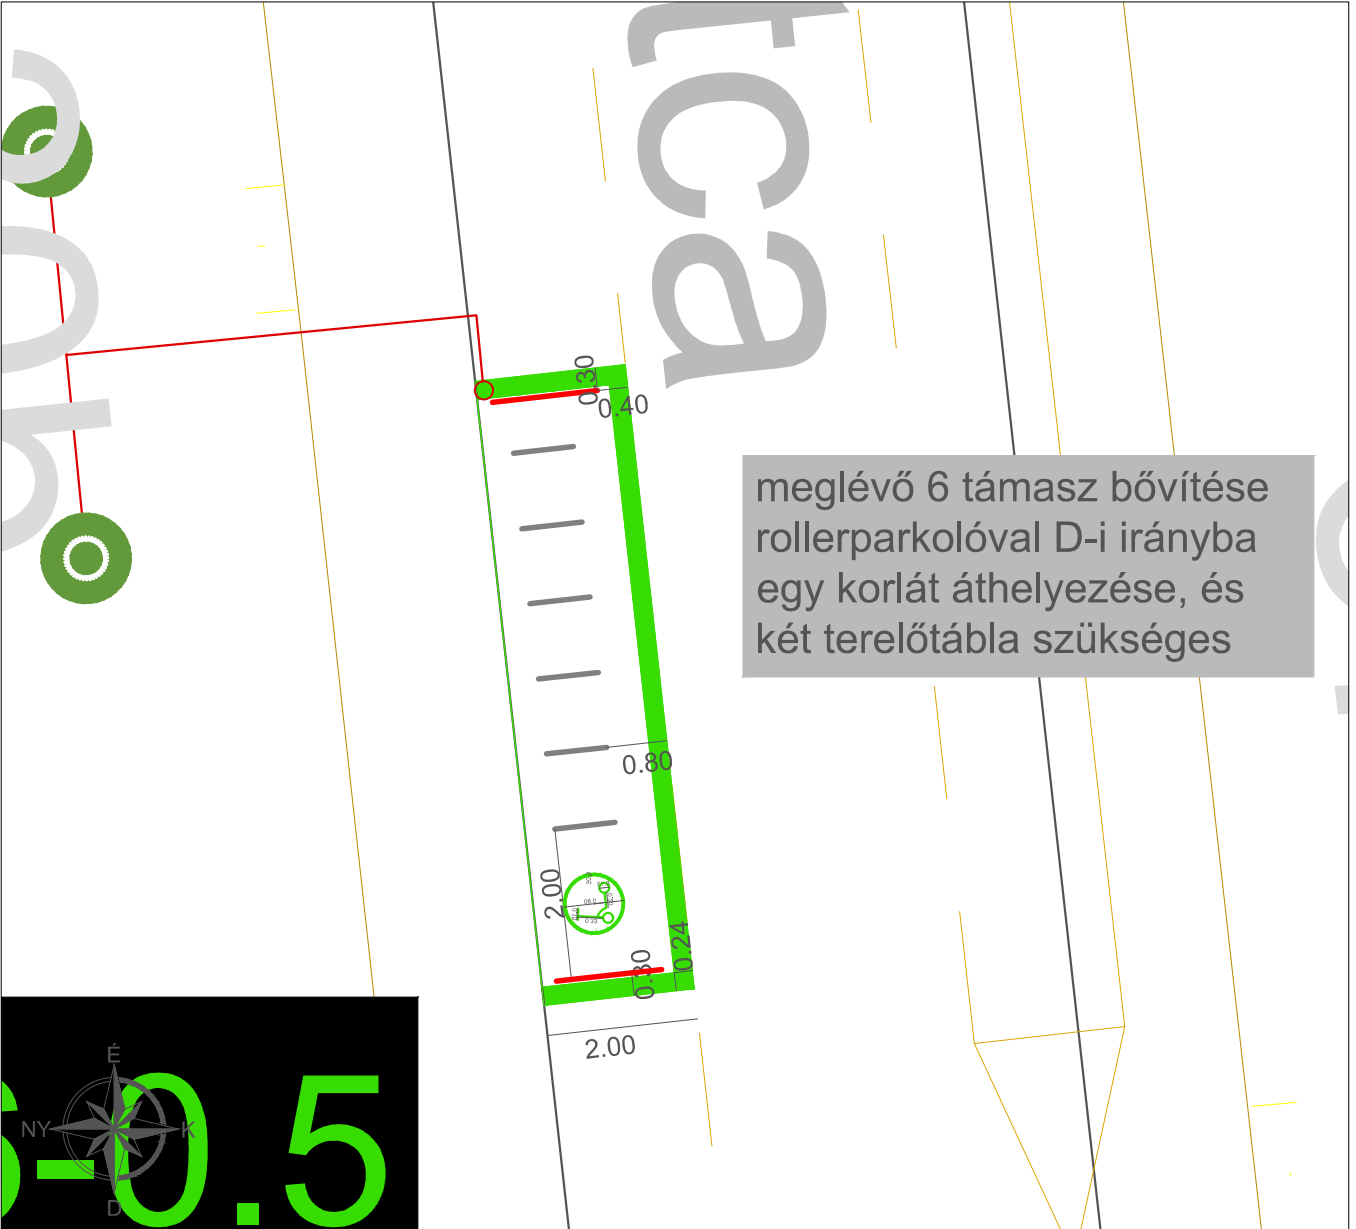 tca
0.30
0.40
meglévő 6 támasz bővítése
rollerparkolóval D-i irányba
egy korlát áthelyezése, és
két terelőtábla szükséges
0.80
2.00
0.24
0.30
2.00
É
NY
K
D
-0.5